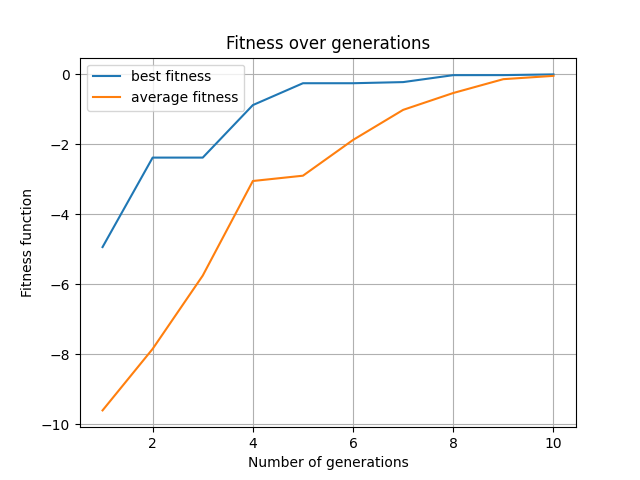 Fitness over generations
best fitness
average fitness
Fitness function
0
−2
−4
−6
−8
−10
2
4
6
8
10
Number of generations